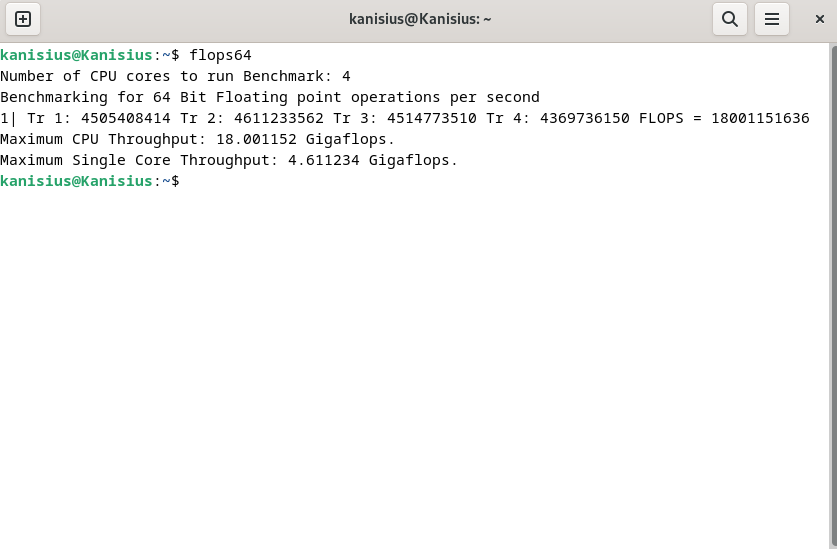 kanisius@Kanisius: ~
kanisius@Kanisius:~$ flops64
Number of CPU cores to run Benchmark: 4
Benchmarking for 64 Bit Floating point operations per second
1| Tr 1: 4505408414 Tr 2: 4611233562 Tr 3: 4514773510 Tr 4: 4369736150 FLOPS = 18001151636
Maximum CPU Throughput: 18.001152 Gigaflops.
Maximum Single Core Throughput: 4.611234 Gigaflops.
kanisius@Kanisius:~$